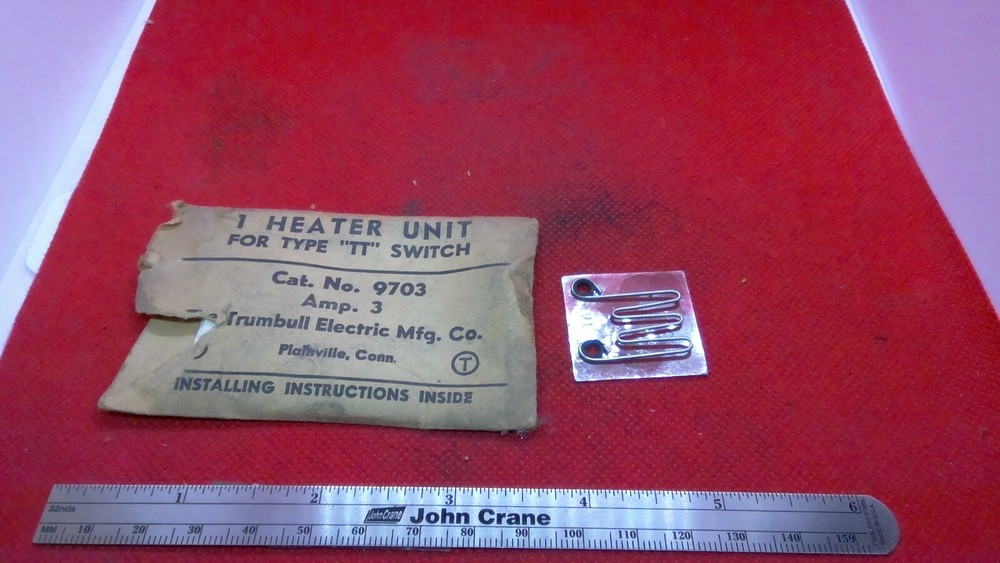 1 HEATER UNIT
FOR TYPE "TT" SWITCH
Cat. No. 9703
Amp. 3
Trumbull Electric Mfg. Co.
Plainville, Conn.
T
INSTALLING INSTRUCTIONS INSIDE
1 2 3 4 5 6
32nds
John Crane John Crane
MM 10 20 30 40 50 60 70 80 90 100 110 120 130 140 150